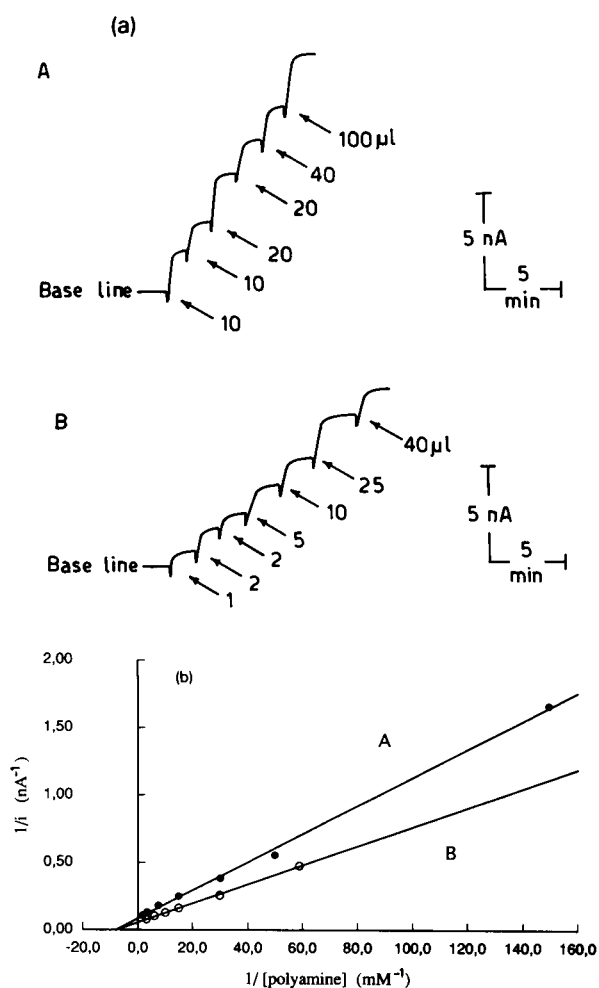 (a)
A
100 µl
40
20
20
10
10
Base line
5 nA
5
min
B
40 µl
25
10
5
2
2
1
Base line
5 nA
5
min
(b)
1/i (nA⁻¹)
2,00
1,50
1,00
0,50
0,00
A
B
-20,0 0,0 20,0 40,0 60,0 80,0 100,0 120,0 140,0 160,0
1/ [polyamine] (mM⁻¹)